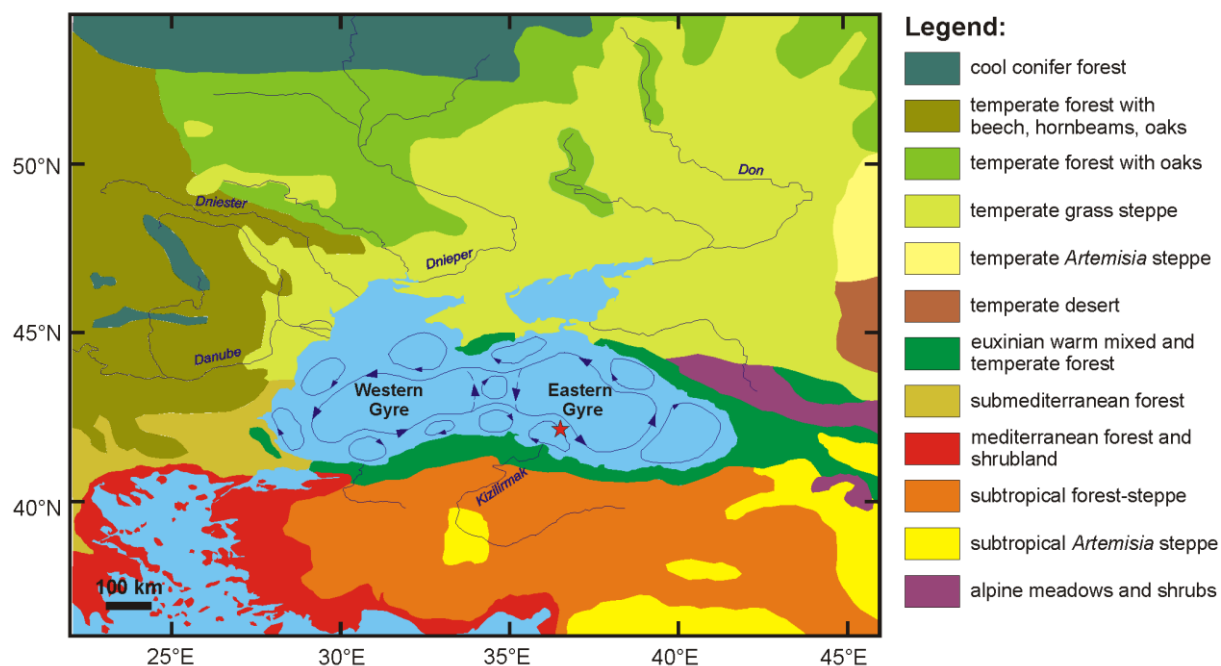 50°N
45°N
40°N
25°E
30°E
35°E
40°E
45°E
Dniester
Dnieper
Don
Danube
Western
Gyre
Eastern
Gyre
Kizilirmak
100 km
Legend:
cool conifer forest
temperate forest with
beech, hornbeams, oaks
temperate forest with oaks
temperate grass steppe
temperate Artemisia steppe
temperate desert
euxinian warm mixed and
temperate forest
submediterranean forest
mediterranean forest and
shrubland
subtropical forest-steppe
subtropical Artemisia steppe
alpine meadows and shrubs